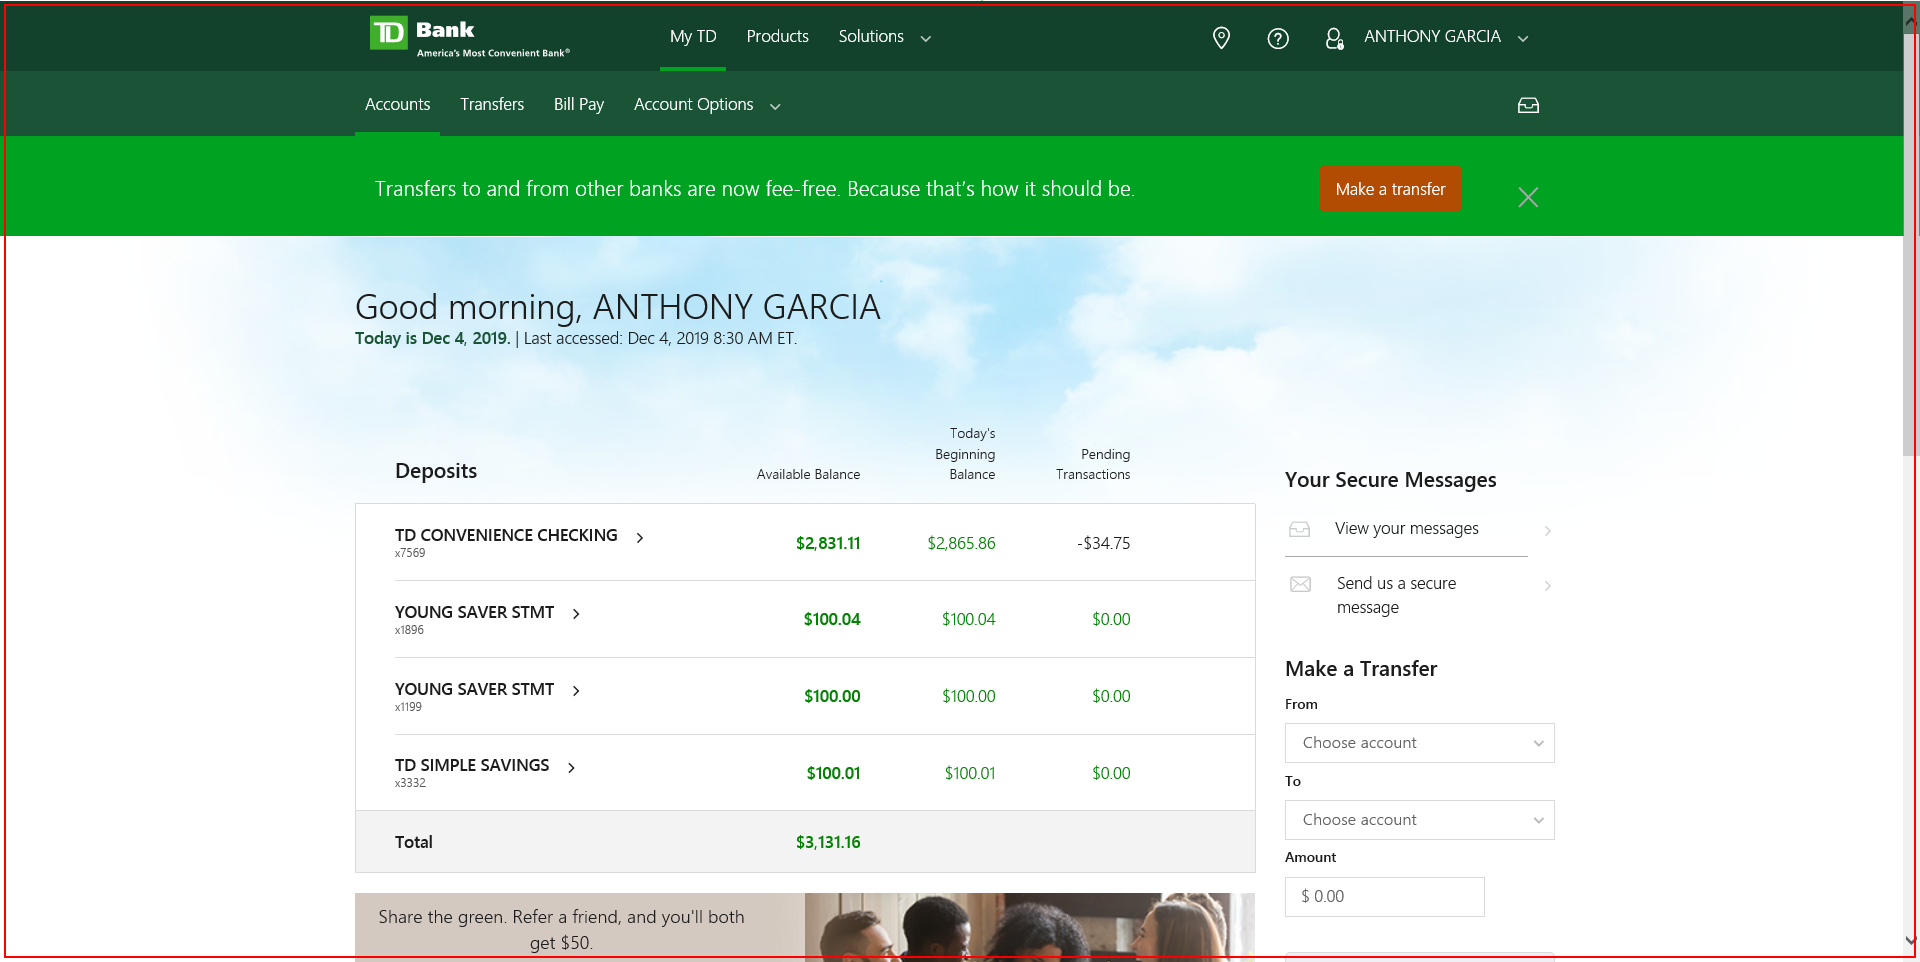 TD Bank
America's Most Convenient Bank®
My TD
Products
Solutions
ANTHONY GARCIA
Accounts
Transfers
Bill Pay
Account Options
Transfers to and from other banks are now fee-free. Because that's how it should be.
Make a transfer
Good morning, ANTHONY GARCIA
Today is Dec 4, 2019. | Last accessed: Dec 4, 2019 8:30 AM ET.
Deposits
Available Balance
Today's
Beginning
Balance
Pending
Transactions
TD CONVENIENCE CHECKING
x7569
$2,831.11
$2,865.86
-$34.75
YOUNG SAVER STMT
x1896
$100.04
$100.04
$0.00
YOUNG SAVER STMT
x1199
$100.00
$100.00
$0.00
TD SIMPLE SAVINGS
x3332
$100.01
$100.01
$0.00
Total
$3,131.16
Share the green. Refer a friend, and you'll both
get $50.
Your Secure Messages
View your messages
Send us a secure
message
Make a Transfer
From
Choose account
To
Choose account
Amount
$ 0.00